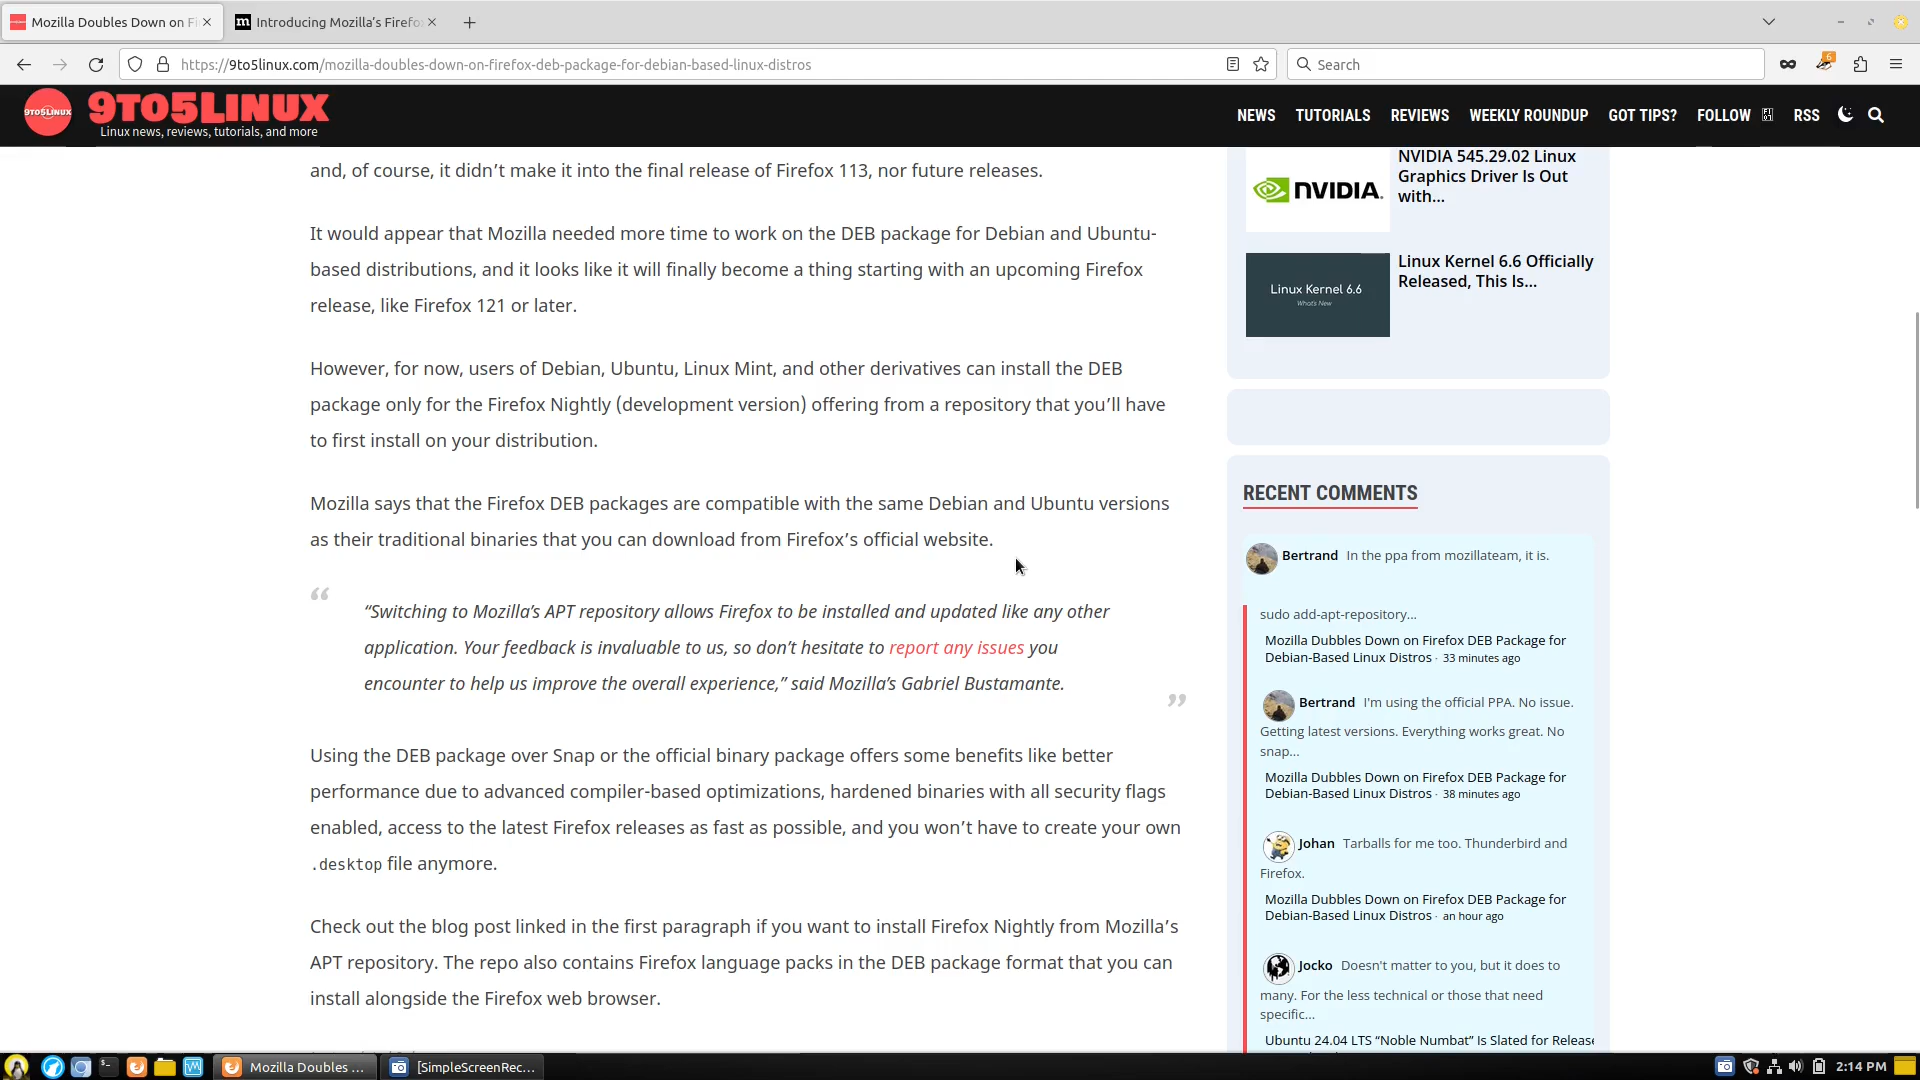 Mozilla Doubles Down on Fi
Introducing Mozilla's Firefo
https://9to5linux.com/mozilla-doubles-down-on-firefox-deb-package-for-debian-based-linux-distros
Search
6
9TO5LINUX
9TO5LINUX
Linux news, reviews, tutorials, and more
NEWS
TUTORIALS
REVIEWS
WEEKLY ROUNDUP
GOT TIPS?
FOLLOW
RSS
and, of course, it didn't make it into the final release of Firefox 113, nor future releases.
It would appear that Mozilla needed more time to work on the DEB package for Debian and Ubuntu-
based distributions, and it looks like it will finally become a thing starting with an upcoming Firefox
release, like Firefox 121 or later.
However, for now, users of Debian, Ubuntu, Linux Mint, and other derivatives can install the DEB
package only for the Firefox Nightly (development version) offering from a repository that you'll have
to first install on your distribution.
Mozilla says that the Firefox DEB packages are compatible with the same Debian and Ubuntu versions
as their traditional binaries that you can download from Firefox's official website.
“
“Switching to Mozilla's APT repository allows Firefox to be installed and updated like any other
application. Your feedback is invaluable to us, so don't hesitate to report any issues you
encounter to help us improve the overall experience,” said Mozilla's Gabriel Bustamante.
”
Using the DEB package over Snap or the official binary package offers some benefits like better
performance due to advanced compiler-based optimizations, hardened binaries with all security flags
enabled, access to the latest Firefox releases as fast as possible, and you won't have to create your own
.desktop file anymore.
Check out the blog post linked in the first paragraph if you want to install Firefox Nightly from Mozilla's
APT repository. The repo also contains Firefox language packs in the DEB package format that you can
install alongside the Firefox web browser.
NVIDIA.
NVIDIA 545.29.02 Linux
Graphics Driver Is Out
with...
Linux Kernel 6.6
What's New
Linux Kernel 6.6 Officially
Released, This Is...
RECENT COMMENTS
Bertrand In the ppa from mozillateam, it is.
sudo add-apt-repository...
Mozilla Dubbles Down on Firefox DEB Package for
Debian-Based Linux Distros · 33 minutes ago
Bertrand I'm using the official PPA. No issue.
Getting latest versions. Everything works great. No
snap...
Mozilla Dubbles Down on Firefox DEB Package for
Debian-Based Linux Distros · 38 minutes ago
Johan Tarballs for me too. Thunderbird and
Firefox.
Mozilla Dubbles Down on Firefox DEB Package for
Debian-Based Linux Distros · an hour ago
Jocko Doesn't matter to you, but it does to
many. For the less technical or those that need
specific...
Ubuntu 24.04 LTS “Noble Numbat” Is Slated for Release
Mozilla Doubles ...
[SimpleScreenRec...
2:14 PM